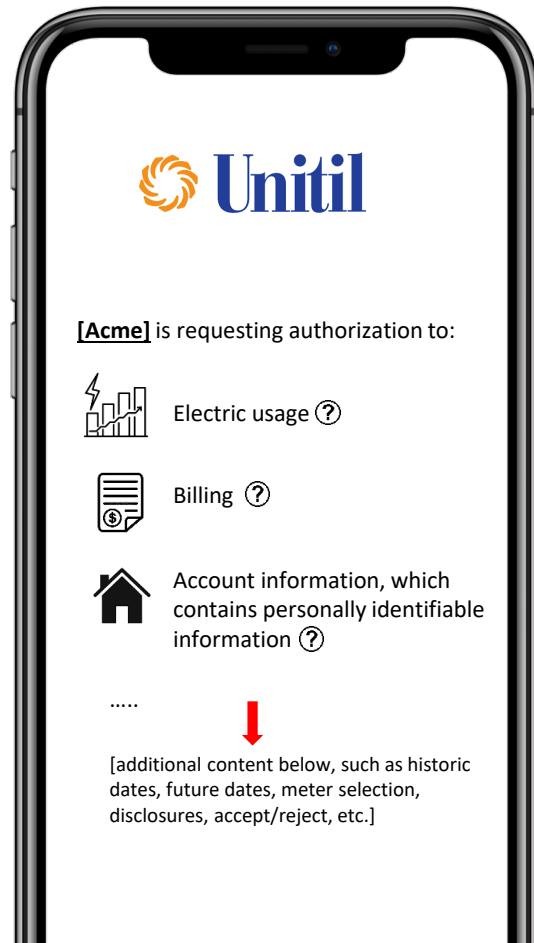 Unitil
[Acme] is requesting authorization to:
Electric usage ?
Billing ?
Account information, which
contains personally identifiable
information ?
.....
[additional content below, such as historic
dates, future dates, meter selection,
disclosures, accept/reject, etc.]